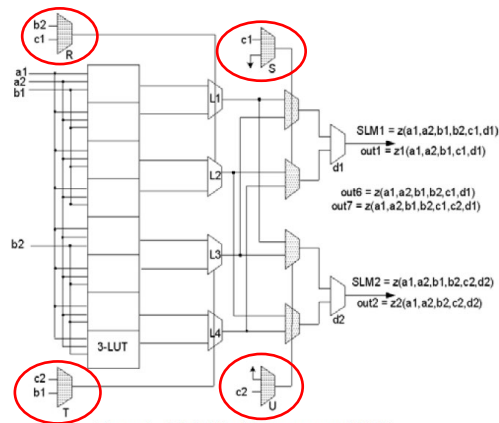 b2
c1
R
c1
S
a1
a2
b1
L1
SLM1 = z(a1,a2,b1,b2,c1,d1)
out1 = z1(a1,a2,b1,c1,d1)
d1
L2
out6 = z(a1,a2,b1,b2,c1,d1)
out7 = z(a1,a2,b1,b2,c1,c2,d1)
b2
L3
SLM2 = z(a1,a2,b1,b2,c2,d2)
out2 = z2(a1,a2,b2,c2,d2)
d2
L4
3-LUT
c2
b1
T
c2
U